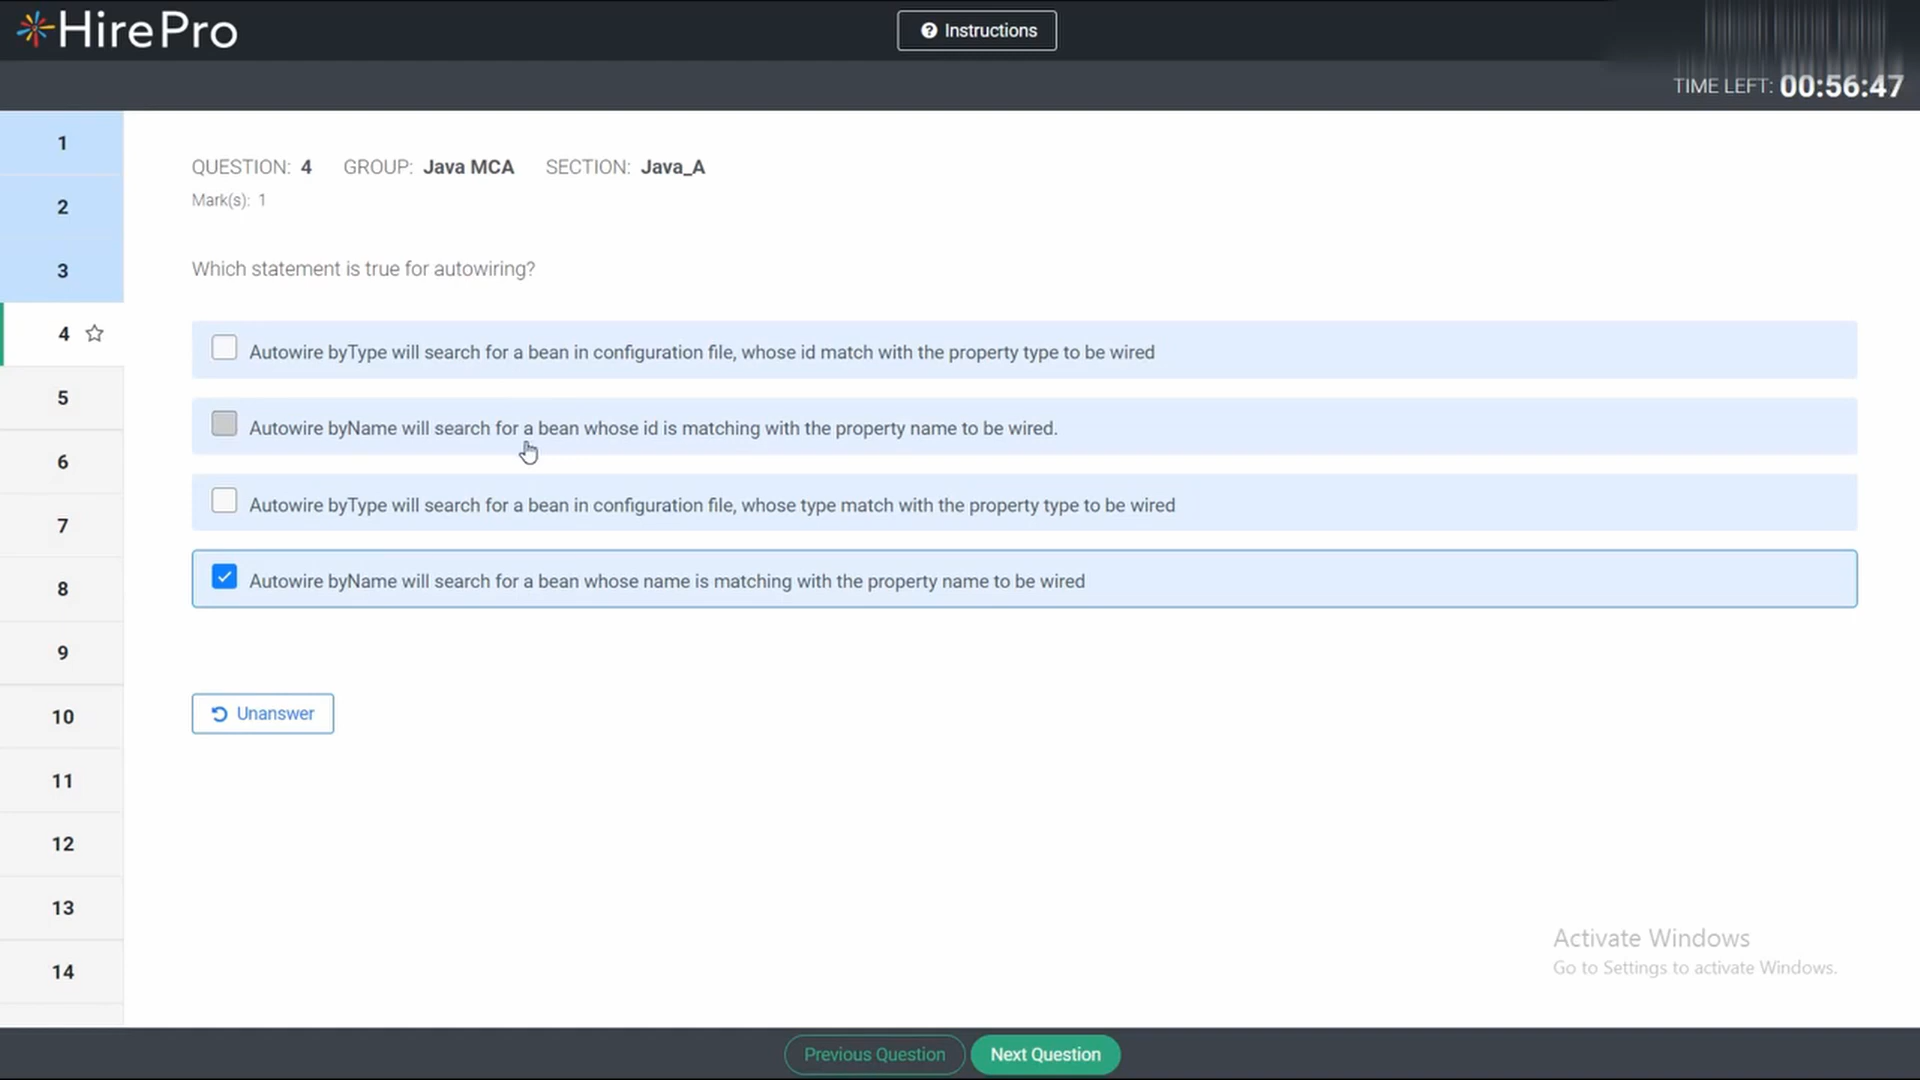 HirePro
Instructions
TIME LEFT: 00:56:47
1
2
3
4
5
6
7
8
9
10
11
12
13
14
QUESTION: 4 GROUP: Java MCA SECTION: Java_A
Mark(s): 1
Which statement is true for autowiring?
Autowire byType will search for a bean in configuration file, whose id match with the property type to be wired
Autowire byName will search for a bean whose id is matching with the property name to be wired.
Autowire byType will search for a bean in configuration file, whose type match with the property type to be wired
Autowire byName will search for a bean whose name is matching with the property name to be wired
Unanswer
Activate Windows
Go to Settings to activate Windows.
Previous Question
Next Question